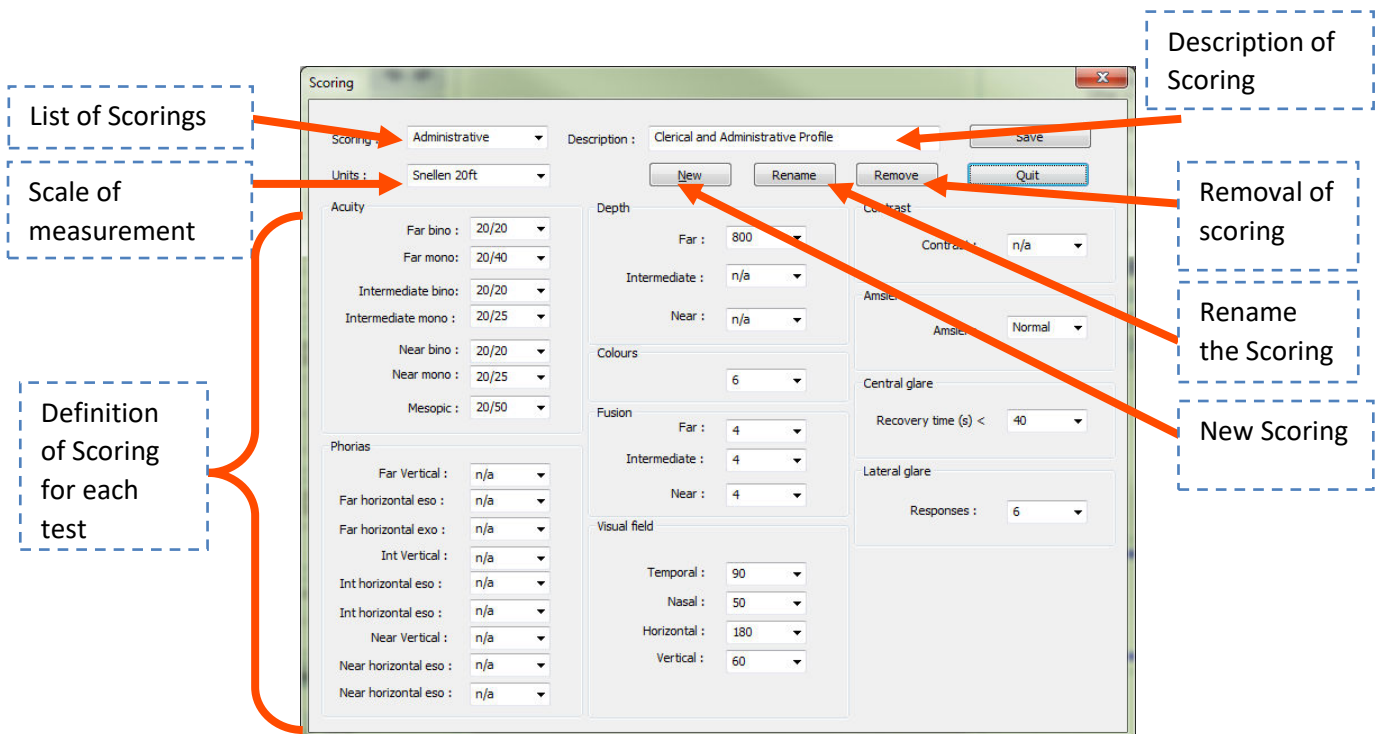 Description of
Scoring
List of Scorings
Scale of
measurement
Definition
of Scoring
for each
test
Removal of
scoring
Rename
the Scoring
New Scoring
Scoring
Scoring : Administrative Description : Clerical and Administrative Profile Save
Units : Snellen 20ft New Rename Remove Quit
Acuity
Far bino : 20/20
Far mono: 20/40
Intermediate bino: 20/20
Intermediate mono : 20/25
Near bino : 20/20
Near mono : 20/25
Mesopic : 20/50
Phorias
Far Vertical : n/a
Far horizontal eso : n/a
Far horizontal exo : n/a
Int Vertical : n/a
Int horizontal eso : n/a
Int horizontal eso : n/a
Near Vertical : n/a
Near horizontal eso : n/a
Near horizontal eso : n/a
Depth
Far : 800
Intermediate : n/a
Near : n/a
Colours
6
Fusion
Far : 4
Intermediate : 4
Near : 4
Visual field
Temporal : 90
Nasal : 50
Horizontal : 180
Vertical : 60
Contrast
Contrast : n/a
Amsler
Amsler : Normal
Central glare
Recovery time (s) < 40
Lateral glare
Responses : 6